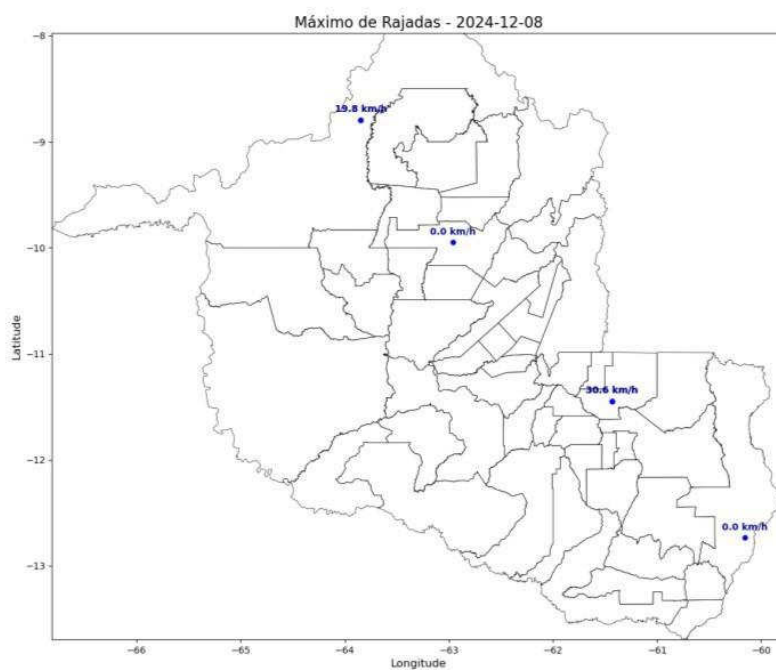 Máximo de Rajadas - 2024-12-08
−8
19.8 km/h
−9
0.0 km/h
−10
Latitude
−11
30.6 km/h
−12
0.0 km/h
−13
−66 −65 −64 −63 −62 −61 −60
Longitude